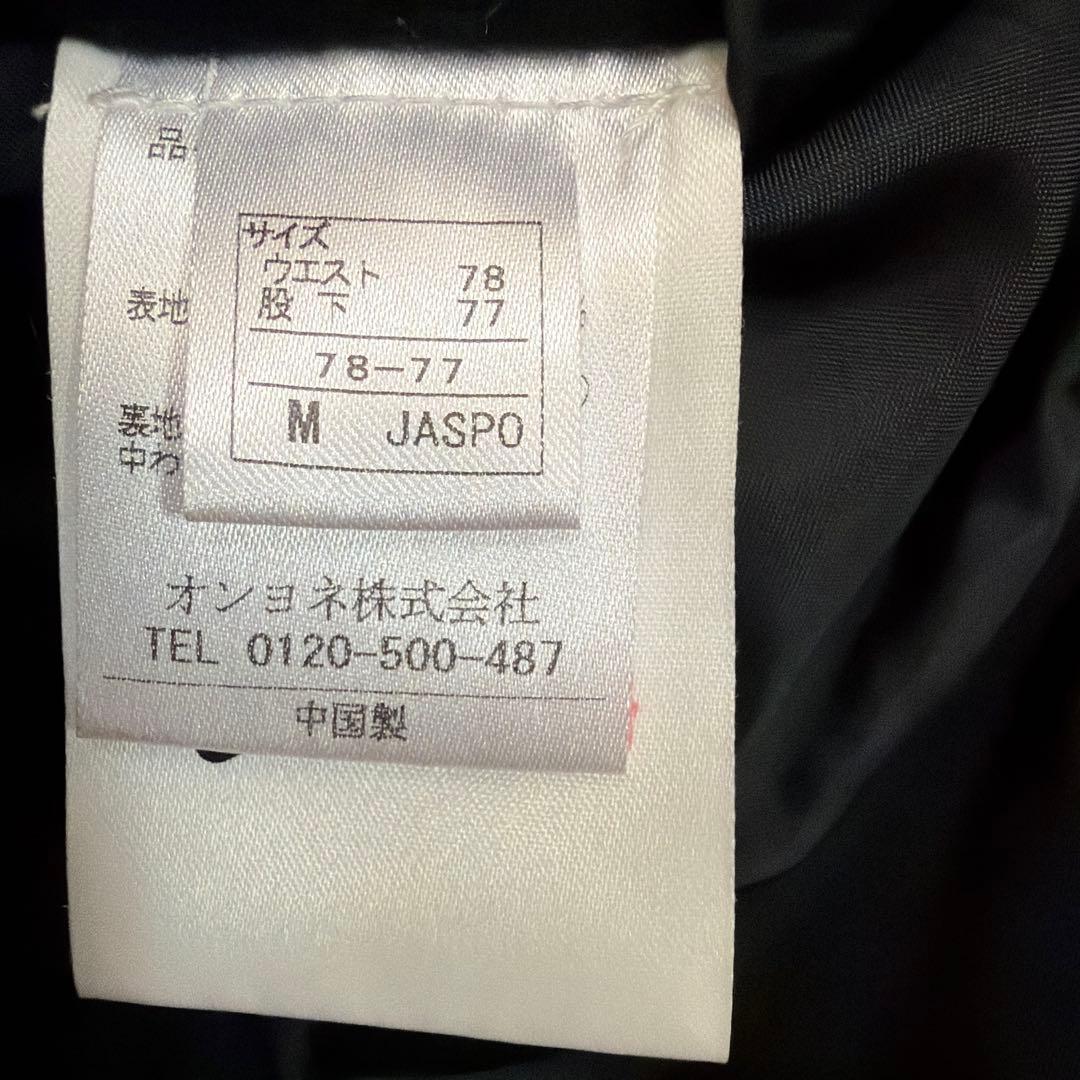 品
サイズ
ウエスト 78
股下 77
78-77
M JASPO
表地
裏地
中わ
オンヨネ株式会社
TEL 0120-500-487
中国製